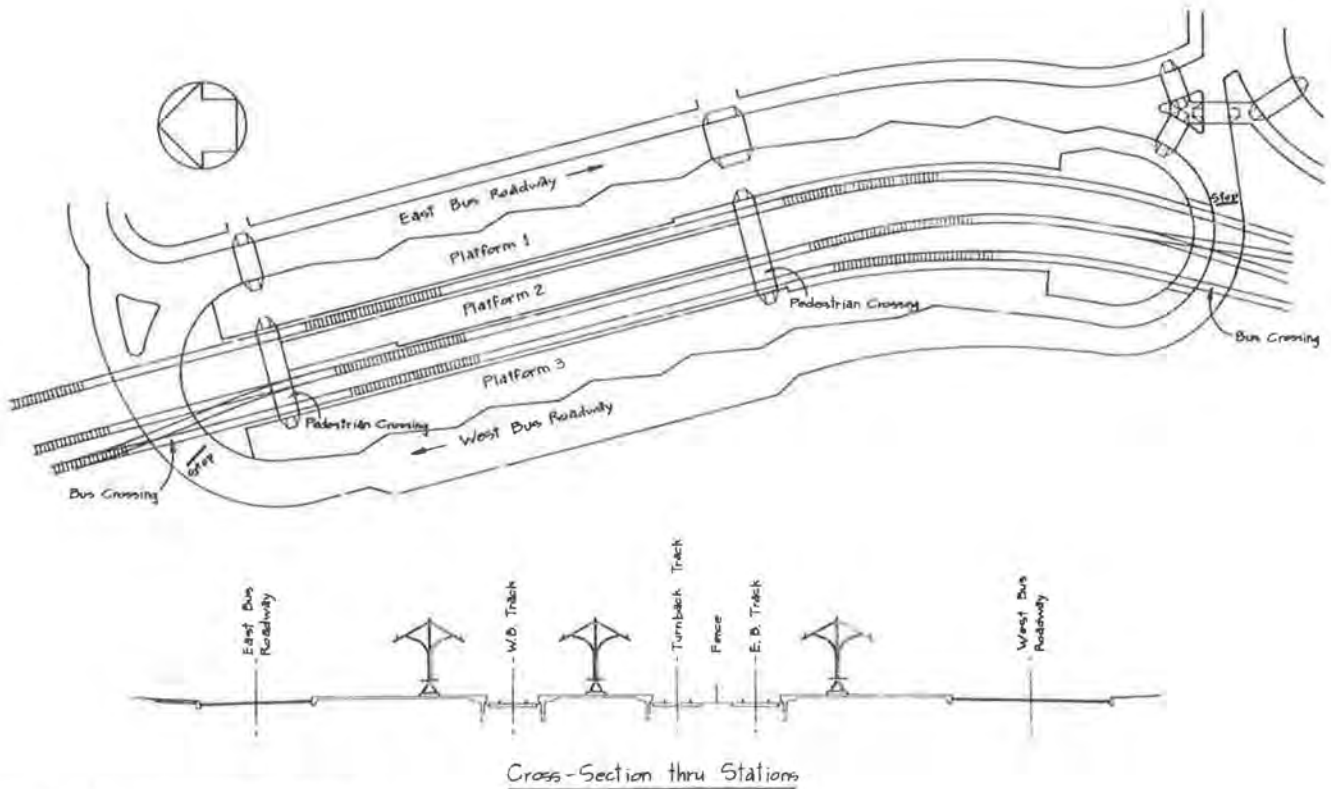 East Bus Roadway
Stop
Platform 1
Platform 2
Pedestrian Crossing
Bus Crossing
Platform 3
Pedestrian Crossing
West Bus Roadway
Stop
Bus Crossing
East Bus
Roadway
W.B. Track
Turnback Track
Fence
E.B. Track
West Bus
Roadway
Cross-Section thru Stations